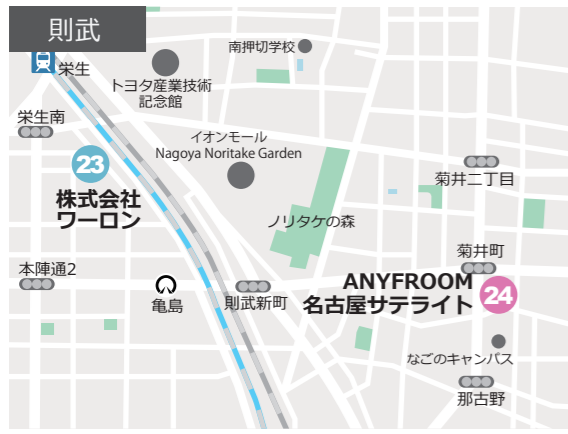 則武
栄生
南押切学校
トヨタ産業技術
記念館
栄生南
イオンモール
Nagoya Noritake Garden
23
株式会社
ワーロン
菊井二丁目
ノリタケの森
菊井町
本陣通2
亀島
則武新町
ANYFROOM
名古屋サテライト
24
なごのキャンパス
那古野